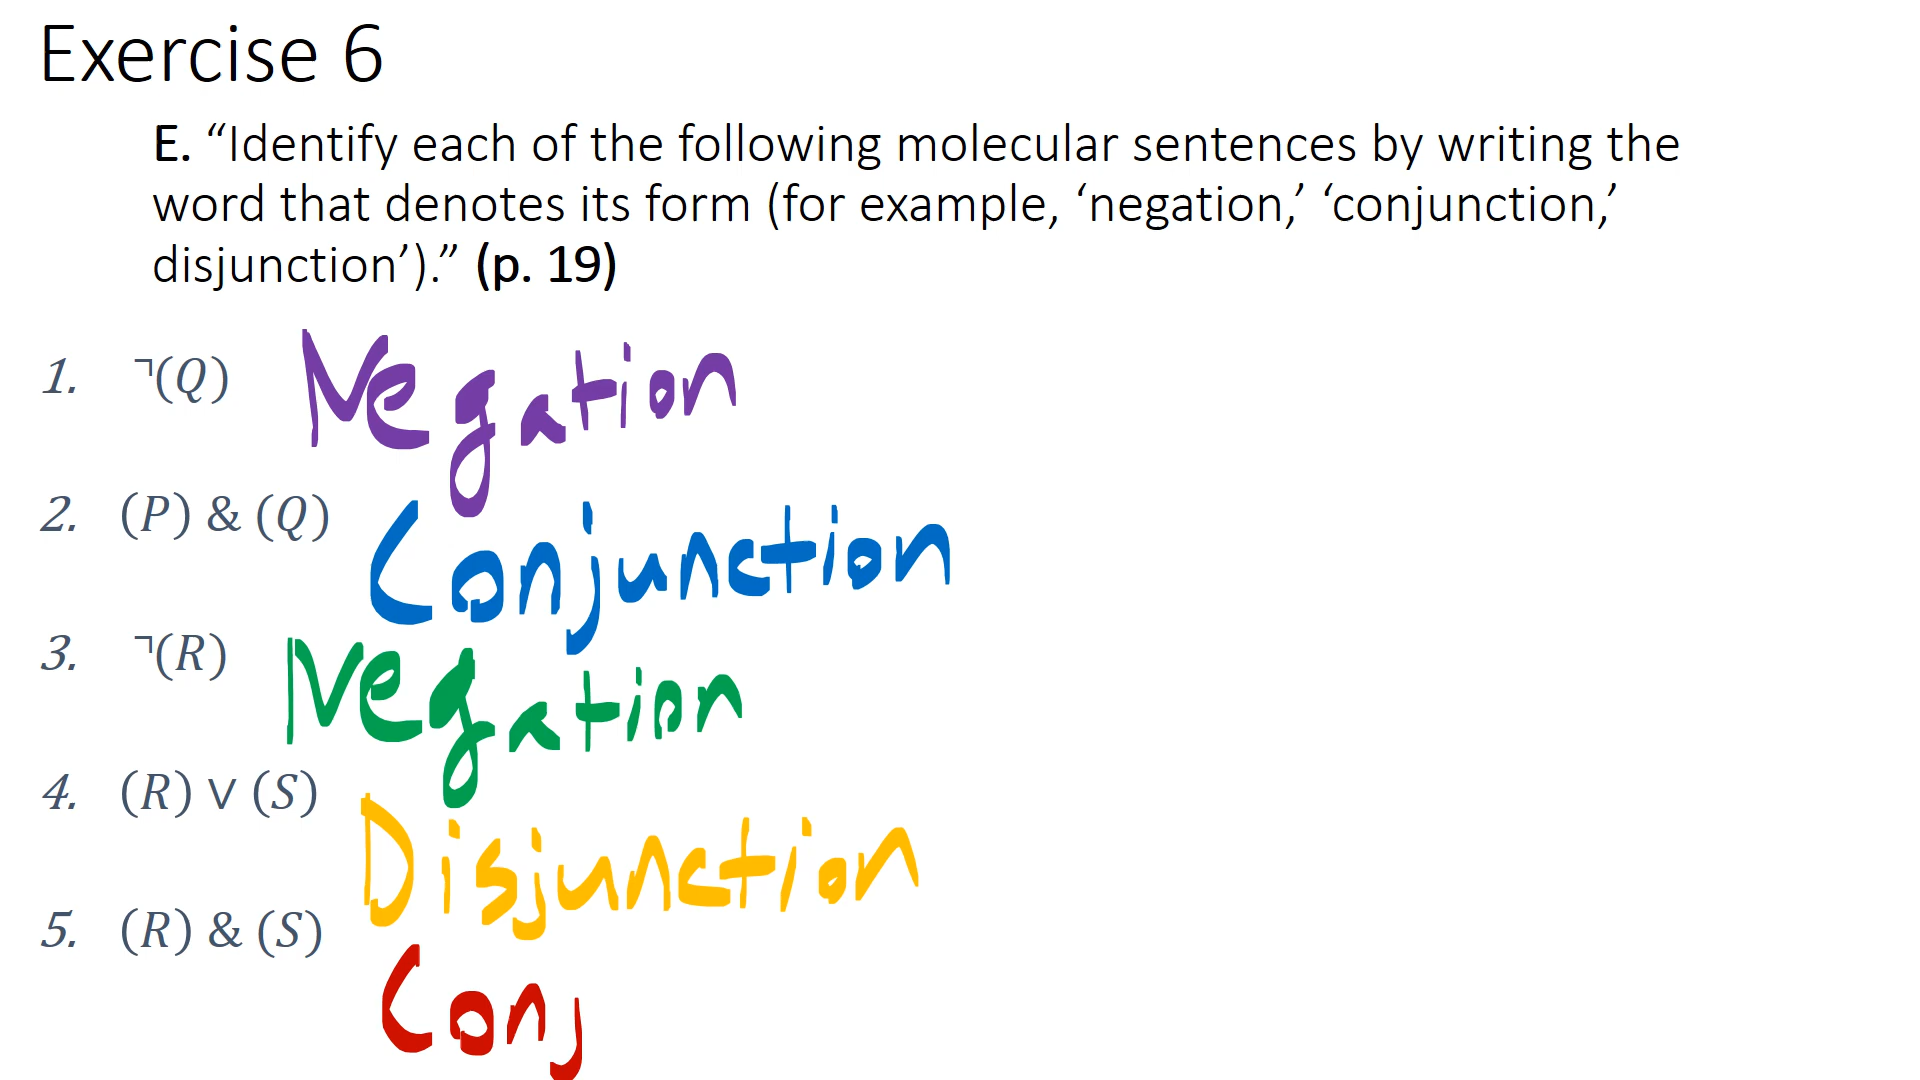 Exercise 6
E. “Identify each of the following molecular sentences by writing the
word that denotes its form (for example, ‘negation,’ ‘conjunction,’
disjunction’).” (p. 19)
1. ¬(Q) Negation
2. (P) & (Q) Conjunction
3. ¬(R) Negation
4. (R) ∨ (S) Disjunction
5. (R) & (S) Conj